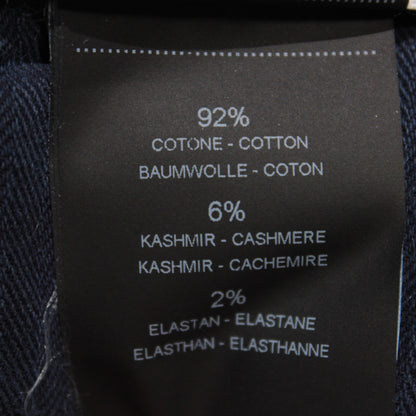 92%
COTONE - COTTON
BAUMWOLLE - COTON
6%
KASHMIR - CASHMERE
KASHMIR - CACHEMIRE
2%
ELASTAN - ELASTANE
ELASTHAN - ELASTHANNE